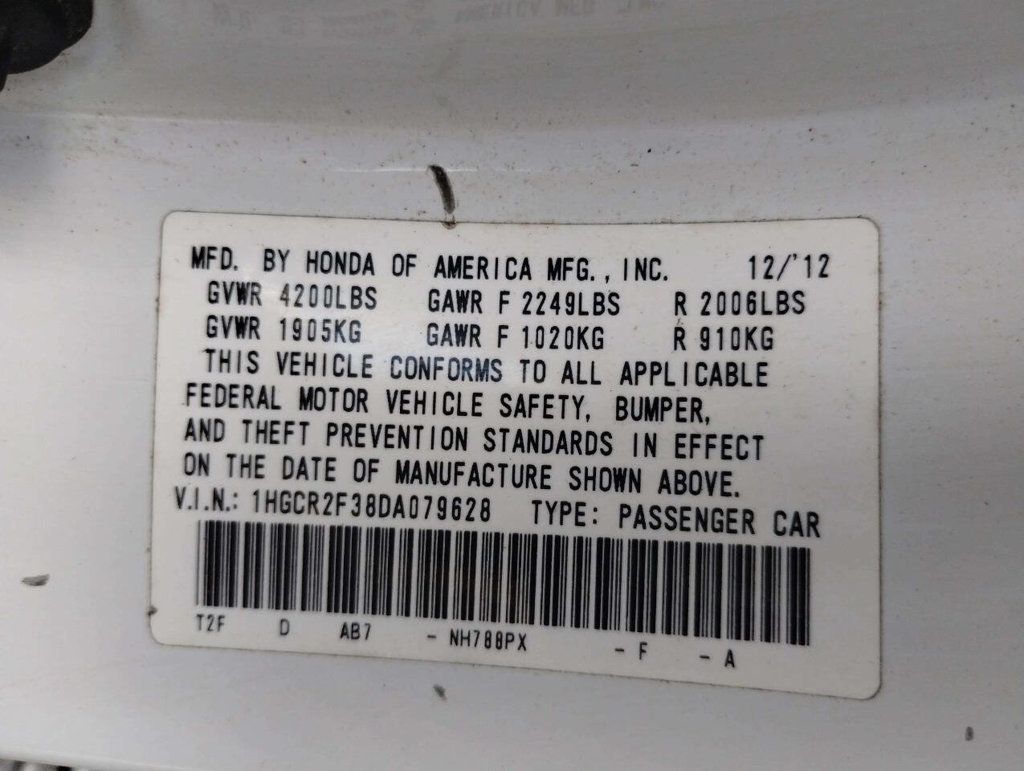 MFD. BY HONDA OF AMERICA MFG., INC. 12/'12
GVWR 4200LBS GAWR F 2249LBS R 2006LBS
GVWR 1905KG GAWR F 1020KG R 910KG
THIS VEHICLE CONFORMS TO ALL APPLICABLE
FEDERAL MOTOR VEHICLE SAFETY, BUMPER,
AND THEFT PREVENTION STANDARDS IN EFFECT
ON THE DATE OF MANUFACTURE SHOWN ABOVE.
V.I.N.: 1HGCR2F38DA079628 TYPE: PASSENGER CAR
T2F D AB7 - NH788PX - F - A